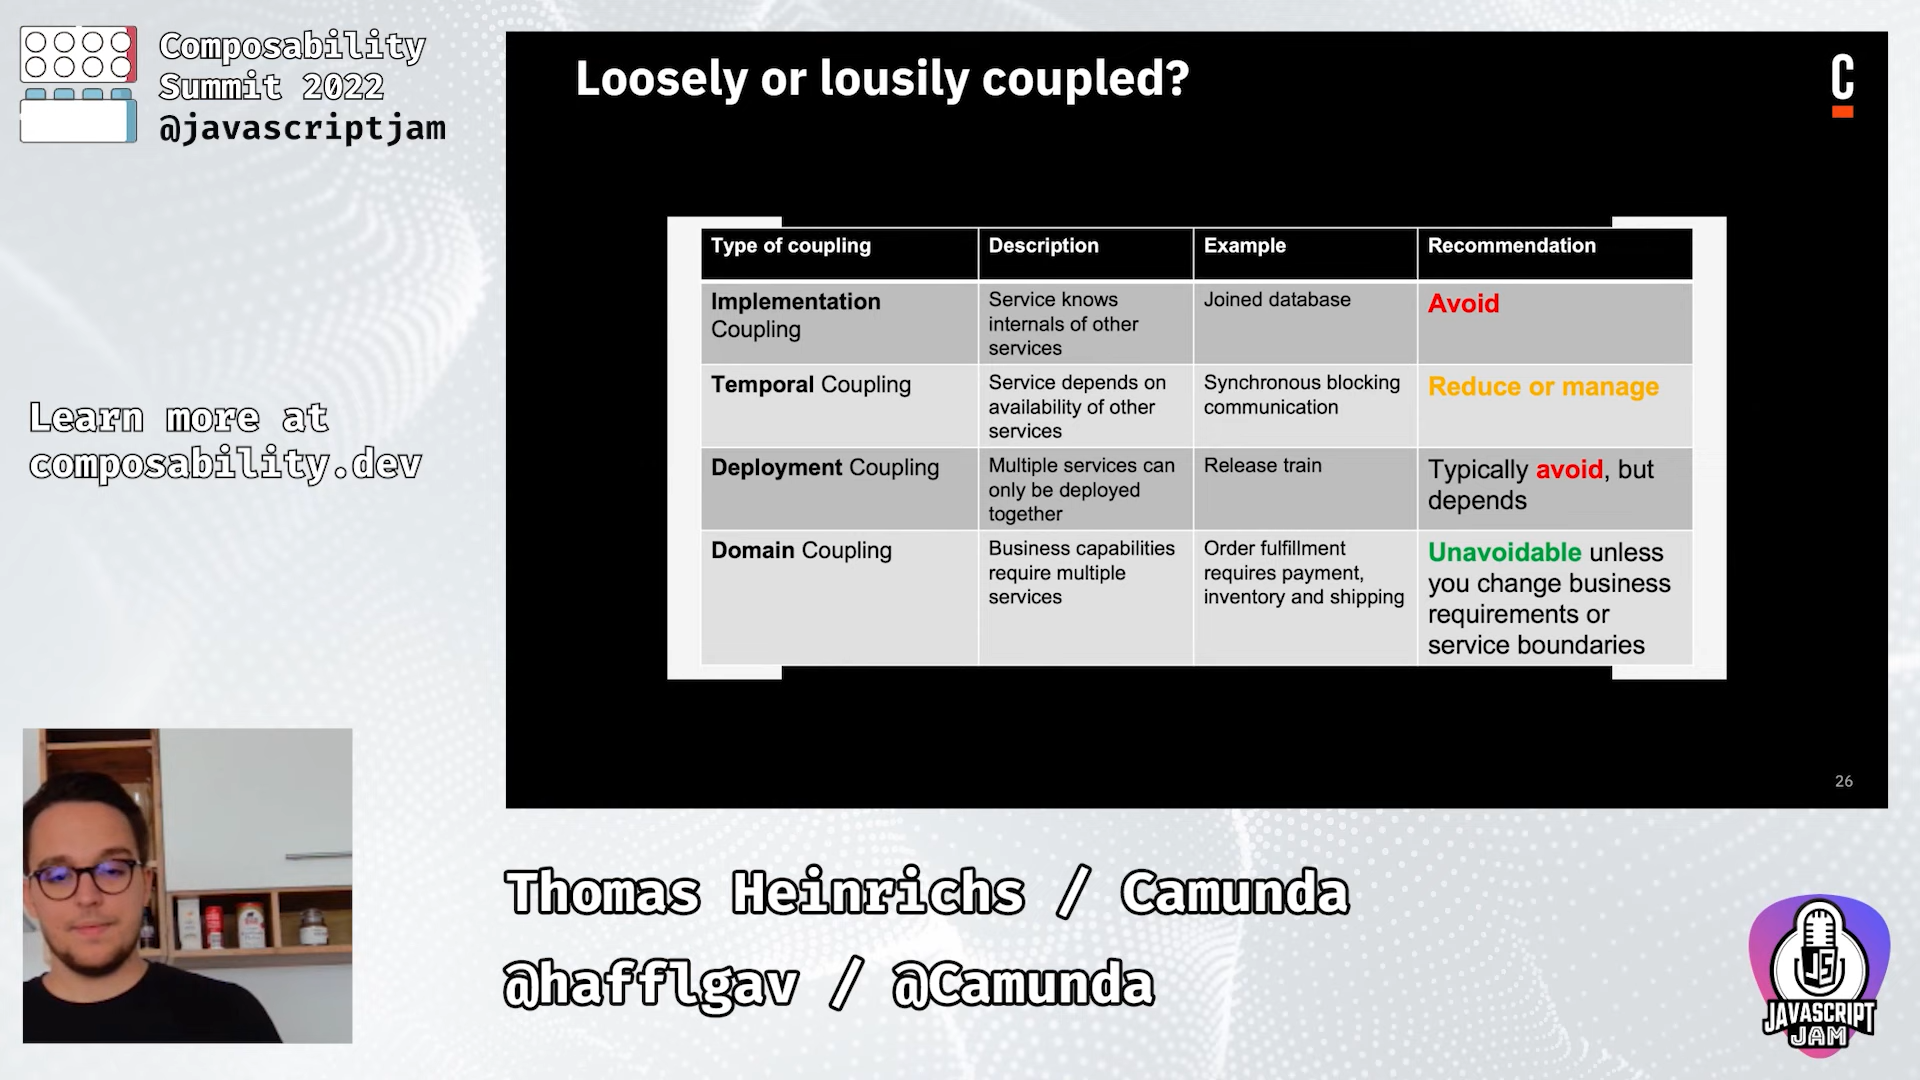 Composability
Summit 2022
@javascriptjam
Learn more at
composability.dev
Loosely or lousily coupled?
C
Type of coupling
Description
Example
Recommendation
Implementation
Coupling
Service knows
internals of other
services
Joined database
Avoid
Temporal Coupling
Service depends on
availability of other
services
Synchronous blocking
communication
Reduce or manage
Deployment Coupling
Multiple services can
only be deployed
together
Release train
Typically avoid, but
depends
Domain Coupling
Business capabilities
require multiple
services
Order fulfillment
requires payment,
inventory and shipping
Unavoidable unless
you change business
requirements or
service boundaries
26
Thomas Heinrichs / Camunda
@hafflgav / @Camunda
JS
JAVASCRIPT
JAM